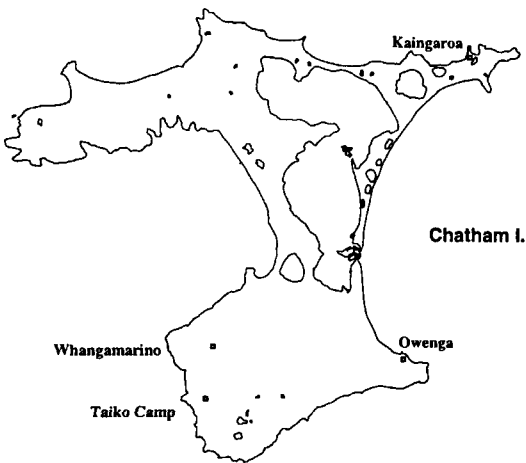 Kaingaroa
Chatham I.
Whangamarino
Owenga
Taiko Camp